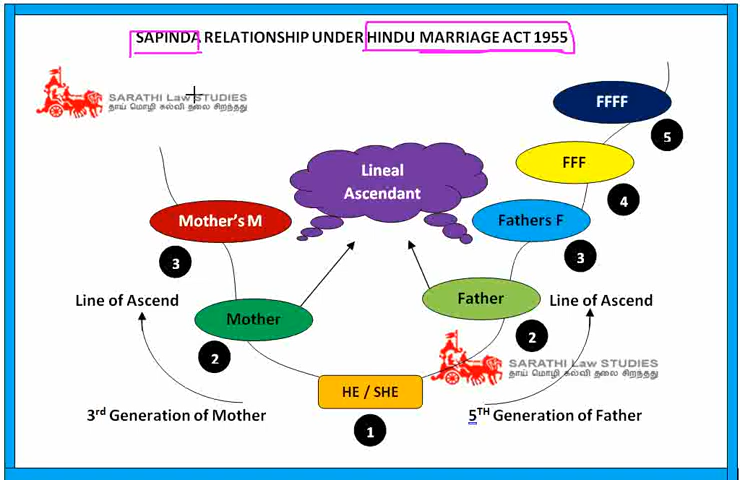 SAPINDA RELATIONSHIP UNDER HINDU MARRIAGE ACT 1955
SARATHI Law STUDIES
தாய் மொழி கல்வி தலை சிறந்தது
FFFF
5
FFF
4
Lineal
Ascendant
Mother's M
3
Fathers F
3
Line of Ascend
Mother
2
Father
2
Line of Ascend
SARATHI Law STUDIES
தாய் மொழி கல்வி தலை சிறந்தது
HE / SHE
1
3rd Generation of Mother
5TH Generation of Father